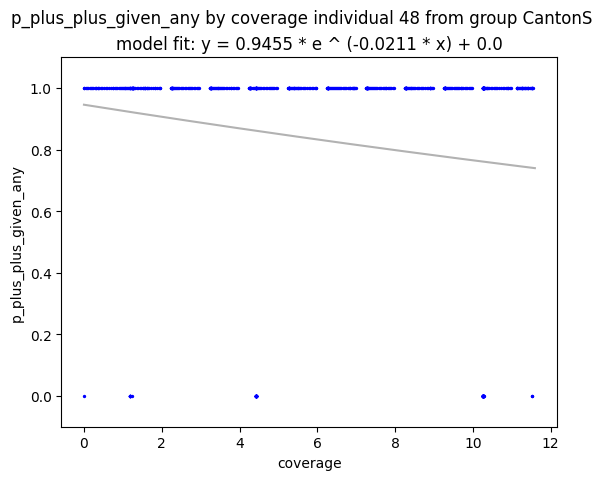 p_plus_plus_given_any by coverage individual 48 from group CantonS
model fit: y = 0.9455 * e ^ (-0.0211 * x) + 0.0
p_plus_plus_given_any
1.0
0.8
0.6
0.4
0.2
0.0
0 2 4 6 8 10 12
coverage